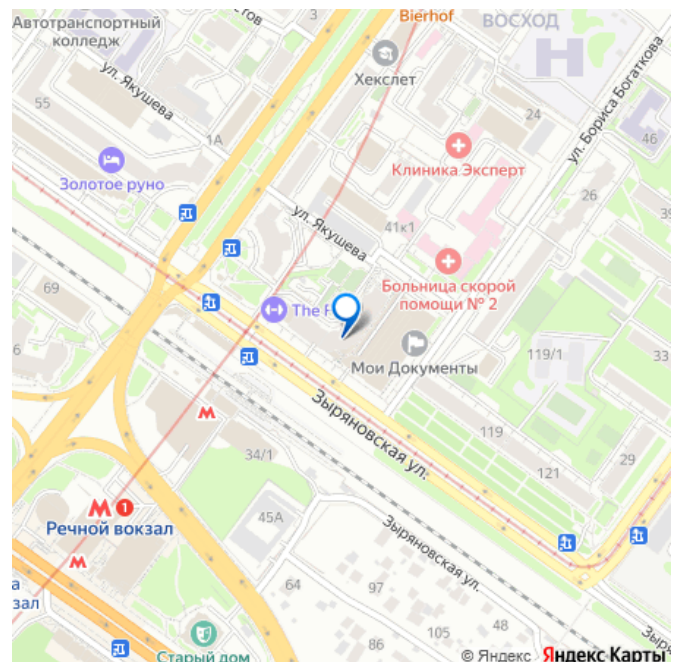 Bierhof
ВОСХОД
3
Автотранспортный
колледж
Хекслет
ул. Бориса Богаткова
ул. Якушева
55
1А
24
46
Клиника Эксперт
Золотое руно
26
ул. Якушева
41к1
Больница скорой
помощи № 2
69
The F
Мои Документы
119/1
33
6
Зыряновская ул.
119
34/1
121
29
1
Речной вокзал
45А
Зыряновская ул.
64
97
зал
105
48
86
Старый дом
© Яндекс Яндекс Карты